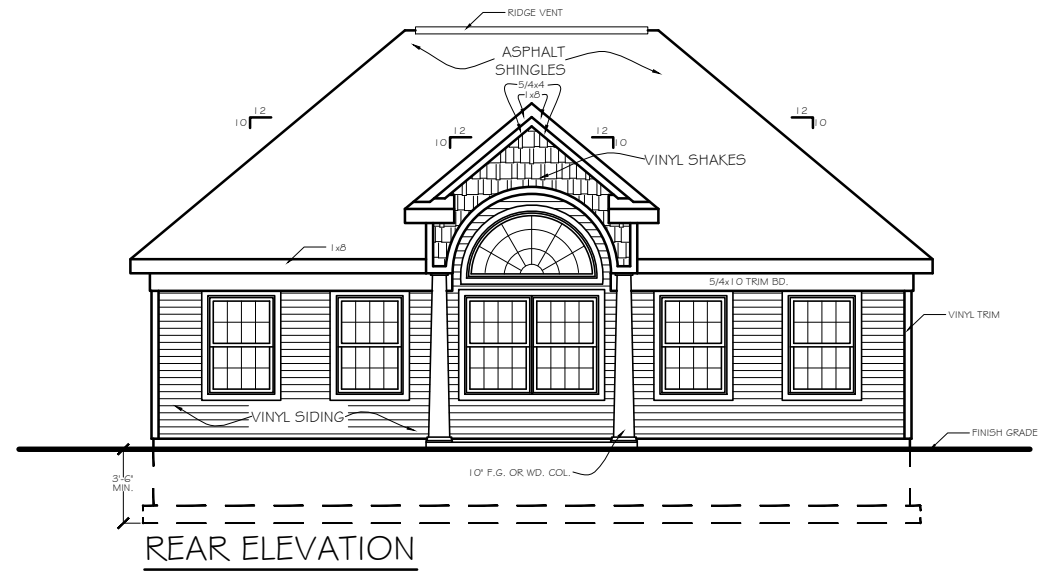 RIDGE VENT
ASPHALT
SHINGLES
5/4x4
1x8
12
10
12
10
12
10
12
10
VINYL SHAKES
1x8
5/4x10 TRIM BD.
VINYL TRIM
VINYL SIDING
FINISH GRADE
10" F.G. OR WD. COL.
3'-6"
MIN.
REAR ELEVATION